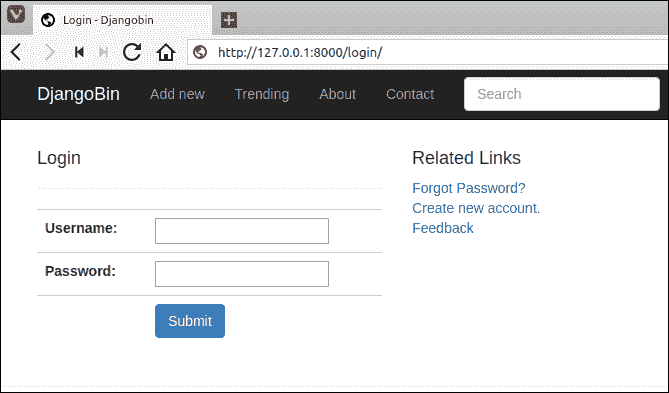 Login - Djangobin
http://127.0.0.1:8000/login/
DjangoBin Add new Trending About Contact Search
Login
Username:
Password:
Submit
Related Links
Forgot Password?
Create new account.
Feedback